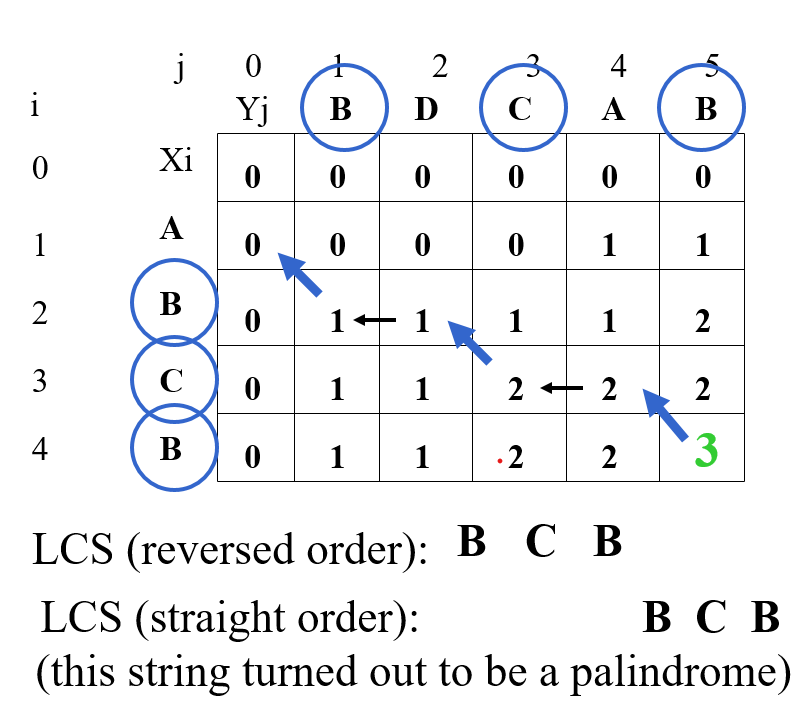 j 0 1 2 3 4 5
i Yj B D C A B
0 Xi 0 0 0 0 0 0
1 A 0 0 0 0 1 1
2 B 0 1 1 1 1 2
3 C 0 1 1 2 2 2
4 B 0 1 1 2 2 3
LCS (reversed order): B C B
LCS (straight order): B C B
(this string turned out to be a palindrome)